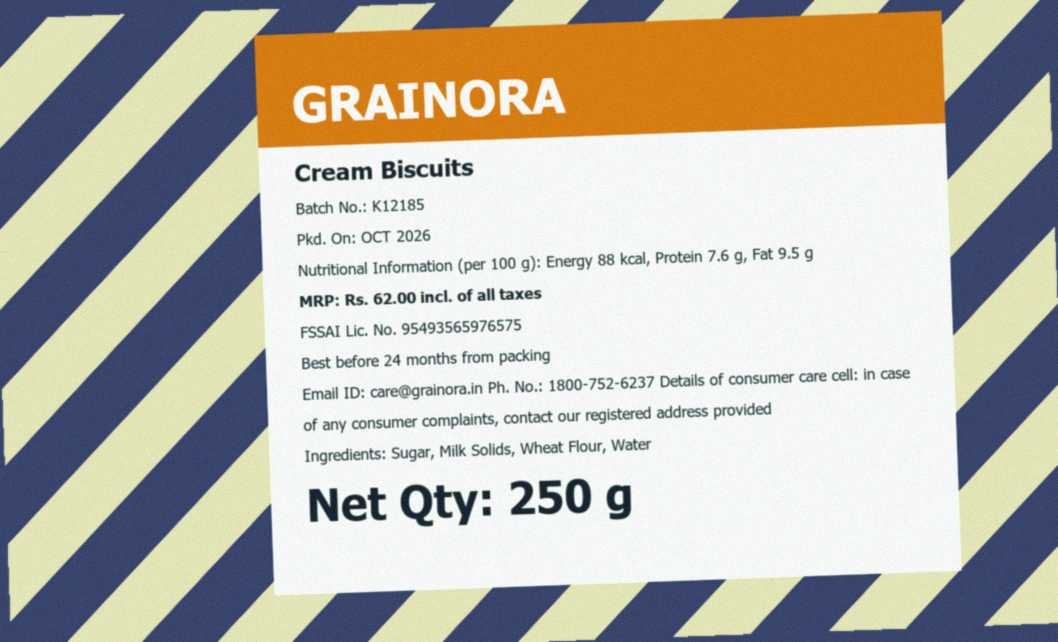 GRAINORA
Cream Biscuits
Batch No.: K12185
Pkd. On: OCT 2026
Nutritional Information (per 100 g): Energy 88 kcal, Protein 7.6 g, Fat 9.5 g
MRP: Rs. 62.00 incl. of all taxes
FSSAI Lic. No. 95493565976575
Best before 24 months from packing
Email ID: care@grainora.in Ph. No.: 1800-752-6237 Details of consumer care cell: in case
of any consumer complaints, contact our registered address provided
Ingredients: Sugar, Milk Solids, Wheat Flour, Water
Net Qty: 250 g